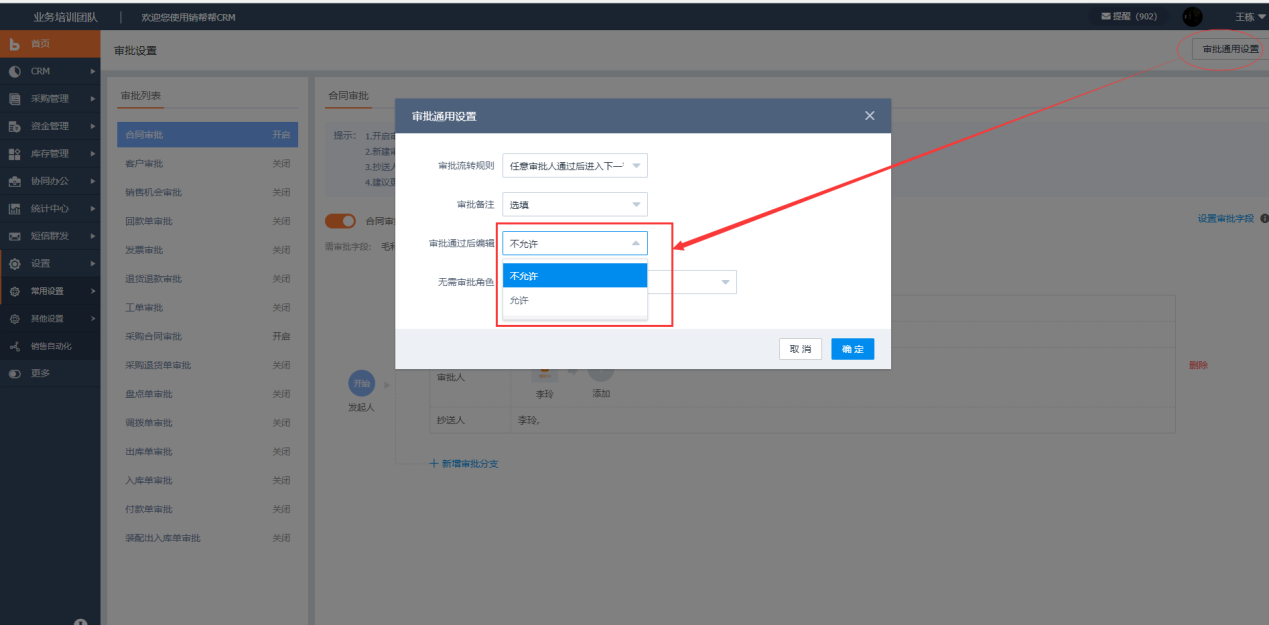 业务培训团队 | 欢迎您使用销帮帮CRM
提醒 (902)
王栋
首页
CRM
采购管理
资金管理
库存管理
协同办公
统计中心
短信群发
设置
常用设置
其他设置
销售自动化
更多
审批设置
审批通用设置
审批列表
合同审批 开启
客户审批 关闭
销售机会审批 关闭
回款单审批 关闭
发票审批 关闭
退货退款审批 关闭
工单审批 关闭
采购合同审批 开启
采购退货单审批 关闭
盘点单审批 关闭
调拨单审批 关闭
出库单审批 关闭
入库单审批 关闭
付款单审批 关闭
装配出入库单审批 关闭
合同审批
提示: 1.开启
2.新建
3.抄送
4.建议
合同审
设置审批字段
需审批字段: 毛利
审批通用设置
审批流转规则 任意审批人通过后进入下一
审批备注 选填
审批通过后编辑 不允许
不允许
允许
无需审批角色
取 消
确 定
开始
发起人
审批人
李玲
添加
删除
抄送人 李玲,
新增审批分支